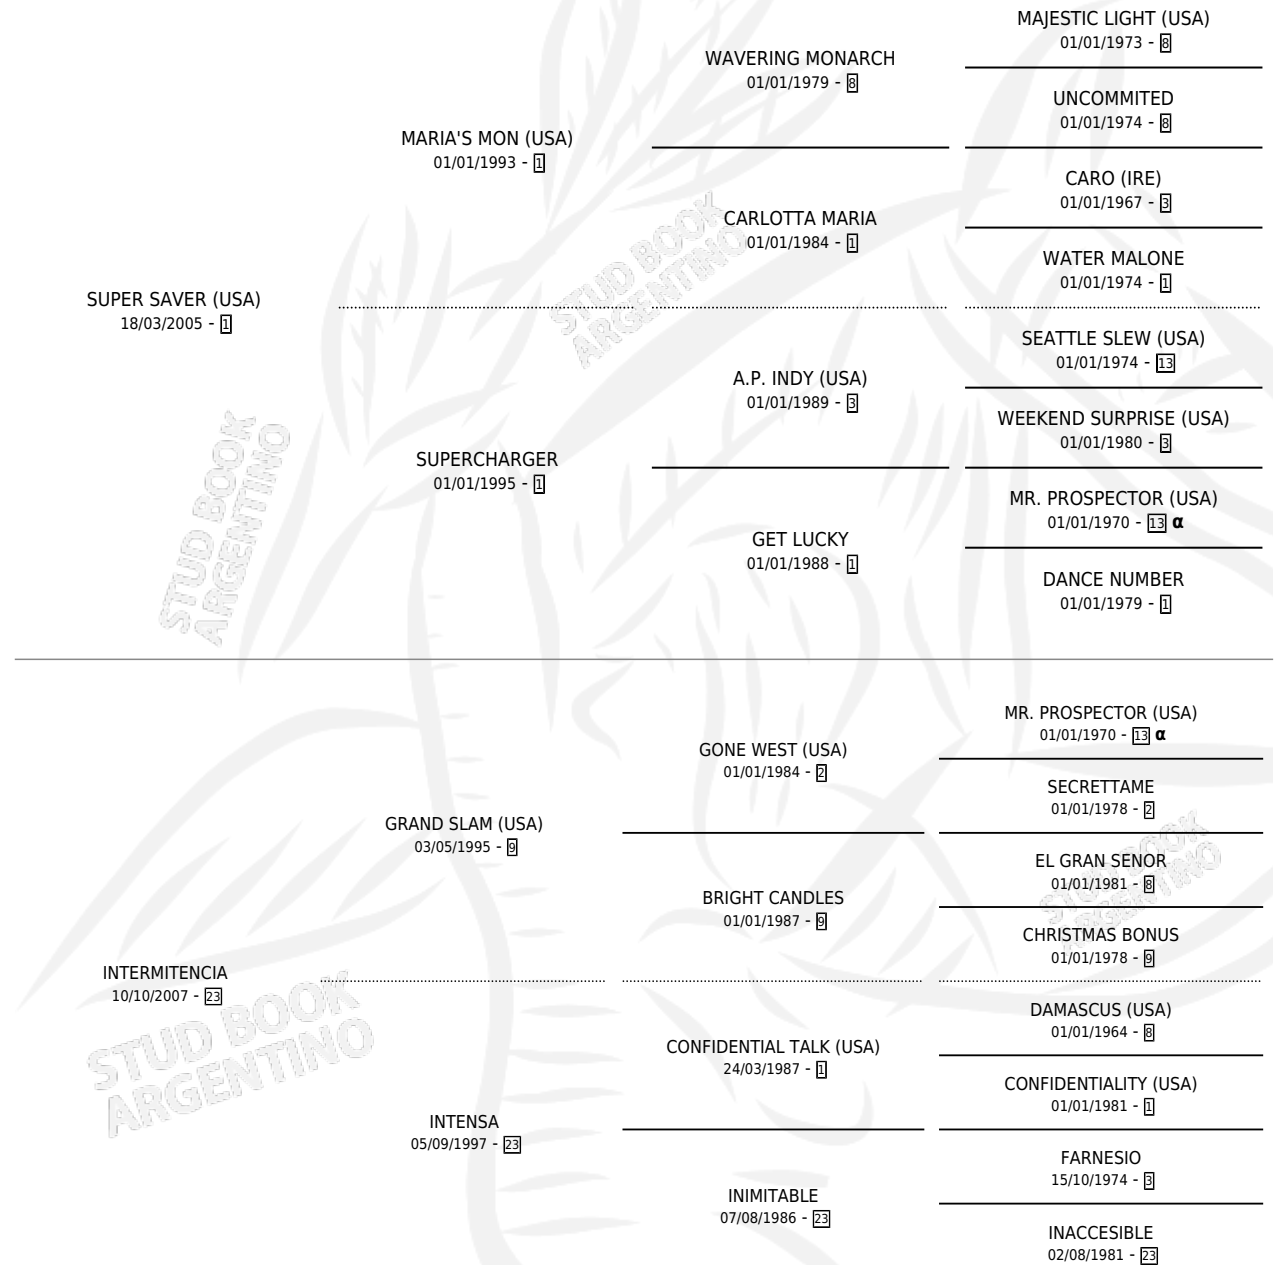 MAJESTIC LIGHT (USA)
01/01/1973 - 8
WAVERING MONARCH
01/01/1979 - 8
UNCOMMITED
01/01/1974 - 8
MARIA'S MON (USA)
01/01/1993 - 1
CARO (IRE)
01/01/1967 - 3
CARLOTTA MARIA
01/01/1984 - 1
WATER MALONE
01/01/1974 - 1
SUPER SAVER (USA)
18/03/2005 - 1
SEATTLE SLEW (USA)
01/01/1974 - 13
A.P. INDY (USA)
01/01/1989 - 3
WEEKEND SURPRISE (USA)
01/01/1980 - 3
SUPERCHARGER
01/01/1995 - 1
MR. PROSPECTOR (USA)
01/01/1970 - 13 α
GET LUCKY
01/01/1988 - 1
DANCE NUMBER
01/01/1979 - 1
MR. PROSPECTOR (USA)
01/01/1970 - 13 α
GONE WEST (USA)
01/01/1984 - 2
SECRETTAME
01/01/1978 - 2
GRAND SLAM (USA)
03/05/1995 - 9
EL GRAN SENOR
01/01/1981 - 8
BRIGHT CANDLES
01/01/1987 - 9
CHRISTMAS BONUS
01/01/1978 - 9
INTERMITENCIA
10/10/2007 - 23
DAMASCUS (USA)
01/01/1964 - 8
CONFIDENTIAL TALK (USA)
24/03/1987 - 1
CONFIDENTIALITY (USA)
01/01/1981 - 1
INTENSA
05/09/1997 - 23
FARNESIO
15/10/1974 - 3
INIMITABLE
07/08/1986 - 23
INACCESIBLE
02/08/1981 - 23
STUD BOOK
ARGENTINO
STUD BOOK
ARGENTINO
STUD BOOK
ARGENTINO
STUD BOOK
ARGENTINO